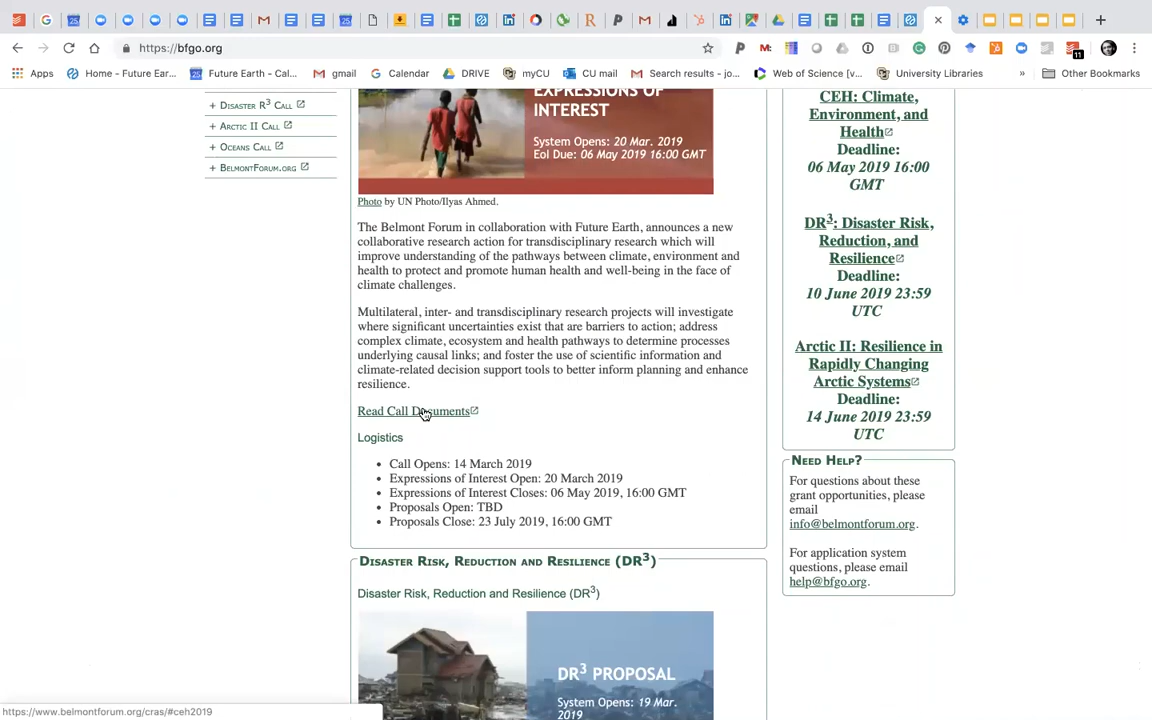 https://bfgo.org
11
Apps
Home - Future Ear...
Future Earth - Cal...
gmail
Calendar
DRIVE
myCU
CU mail
Search results - jo...
Web of Science [v...
University Libraries
»
Other Bookmarks
+ Disaster R3 Call
+ Arctic II Call
+ Oceans Call
+ BelmontForum.org
EXPRESSIONS OF
INTEREST
System Opens: 20 Mar. 2019
EoI Due: 06 May 2019 16:00 GMT
Photo by UN Photo/Ilyas Ahmed.
The Belmont Forum in collaboration with Future Earth, announces a new
collaborative research action for transdisciplinary research which will
improve understanding of the pathways between climate, environment and
health to protect and promote human health and well-being in the face of
climate challenges.
Multilateral, inter- and transdisciplinary research projects will investigate
where significant uncertainties exist that are barriers to action; address
complex climate, ecosystem and health pathways to determine processes
underlying causal links; and foster the use of scientific information and
climate-related decision support tools to better inform planning and enhance
resilience.
Read Call Documents
Logistics
• Call Opens: 14 March 2019
• Expressions of Interest Open: 20 March 2019
• Expressions of Interest Closes: 06 May 2019, 16:00 GMT
• Proposals Open: TBD
• Proposals Close: 23 July 2019, 16:00 GMT
Disaster Risk, Reduction and Resilience (DR3)
Disaster Risk, Reduction and Resilience (DR3)
DR3 PROPOSAL
System Opens: 19 Mar.
2019
CEH: Climate,
Environment, and
Health
Deadline:
06 May 2019 16:00
GMT
DR3: Disaster Risk,
Reduction, and
Resilience
Deadline:
10 June 2019 23:59
UTC
Arctic II: Resilience in
Rapidly Changing
Arctic Systems
Deadline:
14 June 2019 23:59
UTC
Need Help?
For questions about these
grant opportunities, please
email
info@belmontforum.org.
For application system
questions, please email
help@bfgo.org.
https://www.belmontforum.org/cras/#ceh2019